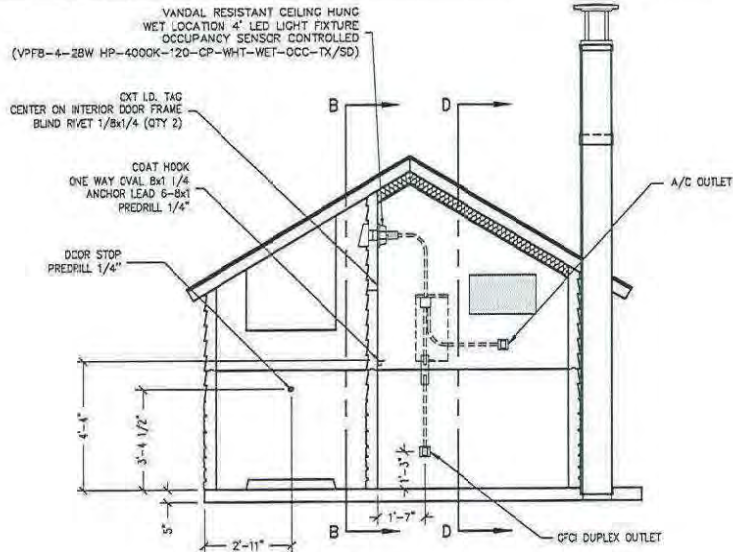 VANDAL RESISTANT CEILING HUNG
WET LOCATION 4' LED LIGHT FIXTURE
OCCUPANCY SENSOR CONTROLLED
(VPFB-4-28W HP-4000K-120-CP-WHT-WET-OCC-TX/SD)
CXT I.D. TAG
CENTER ON INTERIOR DOOR FRAME
BLIND RIVET 1/8x1/4 (QTY 2)
COAT HOOK
ONE WAY OVAL 8x1 1/4
ANCHOR LEAD 6-8x1
PREDRILL 1/4"
DOOR STOP
PREDRILL 1/4"
B
D
A/C OUTLET
4'-4"
3'-4 1/2"
1'-3"
5"
2'-11"
1'-7"
B
D
GFCI DUPLEX OUTLET